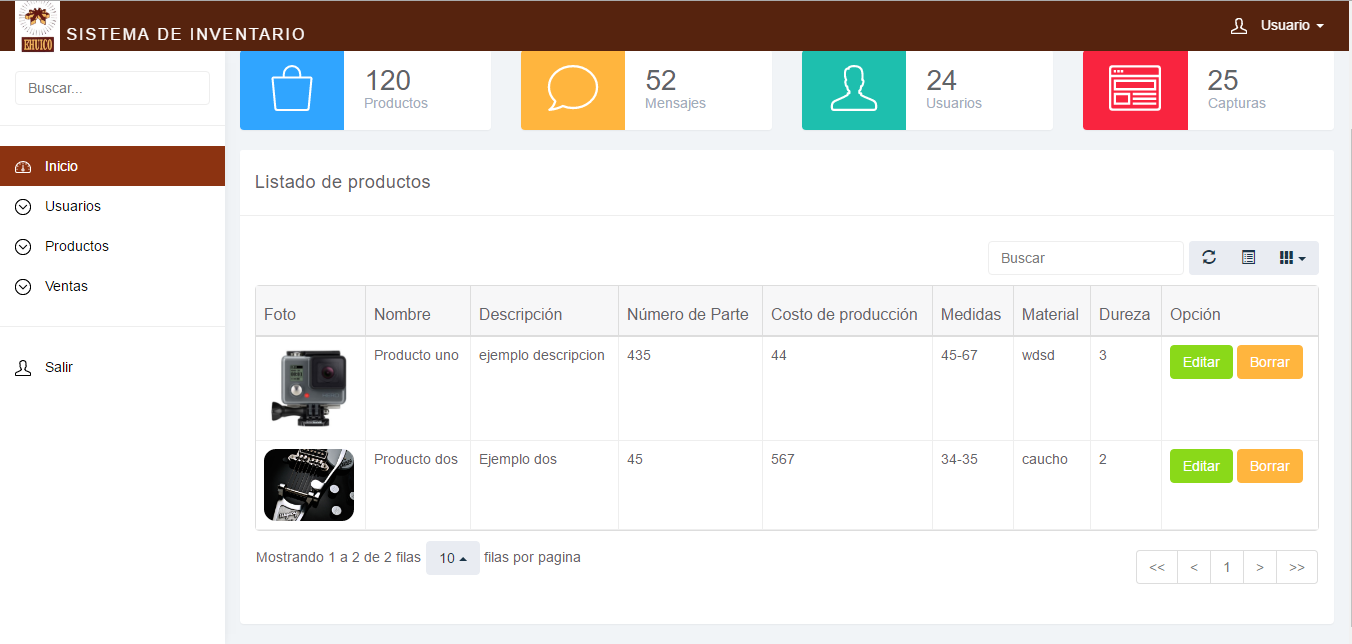 EHUICO
SISTEMA DE INVENTARIO
Usuario
Buscar...
Inicio
Usuarios
Productos
Ventas
Salir
120
Productos
52
Mensajes
24
Usuarios
25
Capturas
Listado de productos
Buscar
Foto Nombre Descripción Número de Parte Costo de producción Medidas Material Dureza Opción
Producto uno ejemplo descripcion 435 44 45-67 wdsd 3 Editar Borrar
Producto dos Ejemplo dos 45 567 34-35 caucho 2 Editar Borrar
Mostrando 1 a 2 de 2 filas 10 filas por pagina
<< < 1 > >>